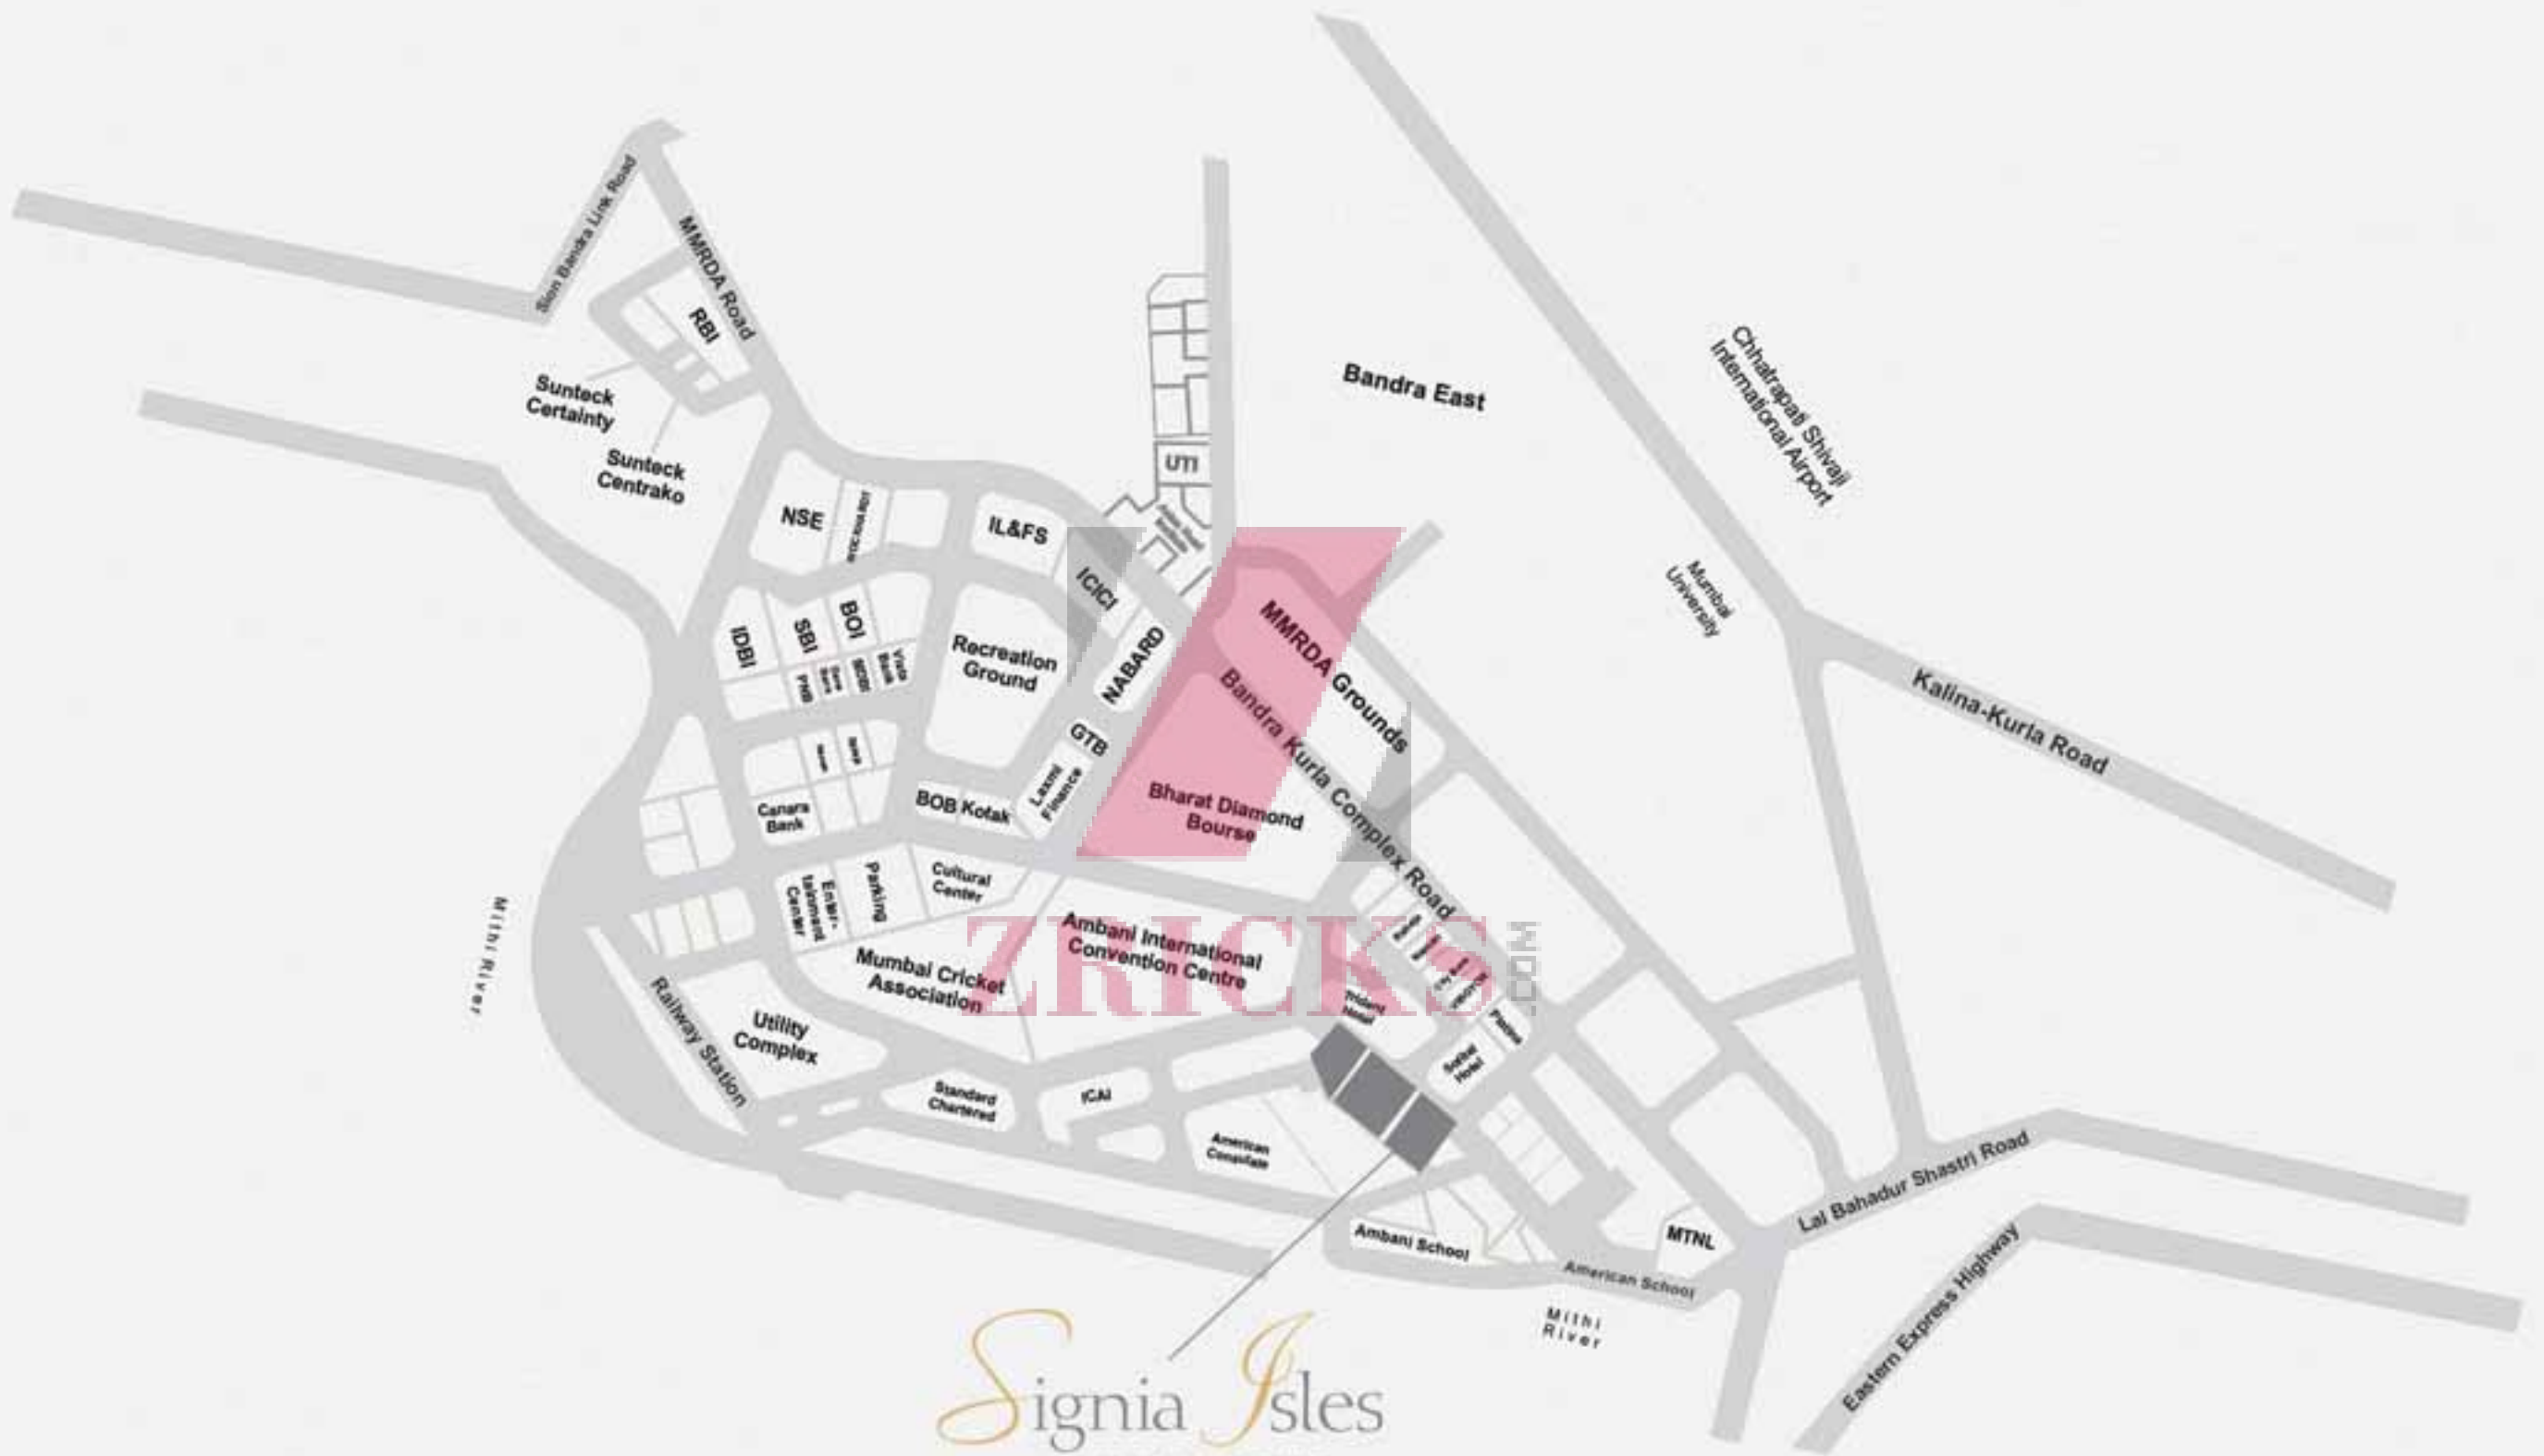 Sion Bandra Link Road
MMRDA Road
RBI
Sunteck
Certainty
Sunteck
Centrako
Bandra East
Chhatrapati Shivaji
International Airport
Mumbai
University
Kalina-Kurla Road
UTI
NSE
WOCKHARDT
IL&FS
ICICI
NABARD
MMRDA Grounds
Bandra Kurla Complex Road
IDBI
SBI
BOI
PNB
Bank
Recreation
Ground
GTB
Laxmi
Finance
BOB Kotak
Canara
Bank
Bharat Diamond
Bourse
Cultural
Center
Parking
Enter-
tainment
Center
Ambani International
Convention Centre
Mumbai Cricket
Association
ZRICKS
.COM
Mithi River
Railway Station
Utility
Complex
Standard
Chartered
ICAI
American
Consulate
Hotel
Sofitel
Hotel
Platina
Ambani School
American School
MTNL
Lal Bahadur Shastri Road
Eastern Express Highway
Mithi
River
Signia Isles